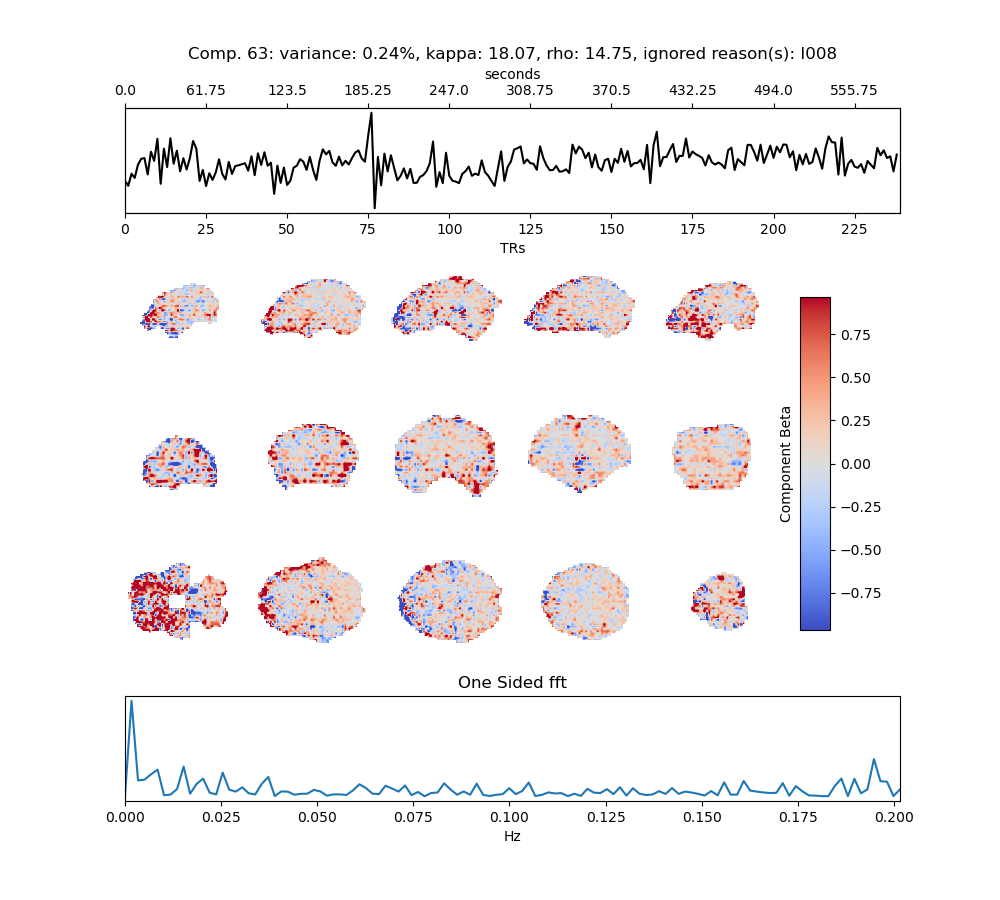 Comp. 63: variance: 0.24%, kappa: 18.07, rho: 14.75, ignored reason(s): I008
seconds
0.0 61.75 123.5 185.25 247.0 308.75 370.5 432.25 494.0 555.75
0 25 50 75 100 125 150 175 200 225
TRs
0.75
0.50
0.25
0.00
−0.25
−0.50
−0.75
Component Beta
One Sided fft
0.000 0.025 0.050 0.075 0.100 0.125 0.150 0.175 0.200
Hz